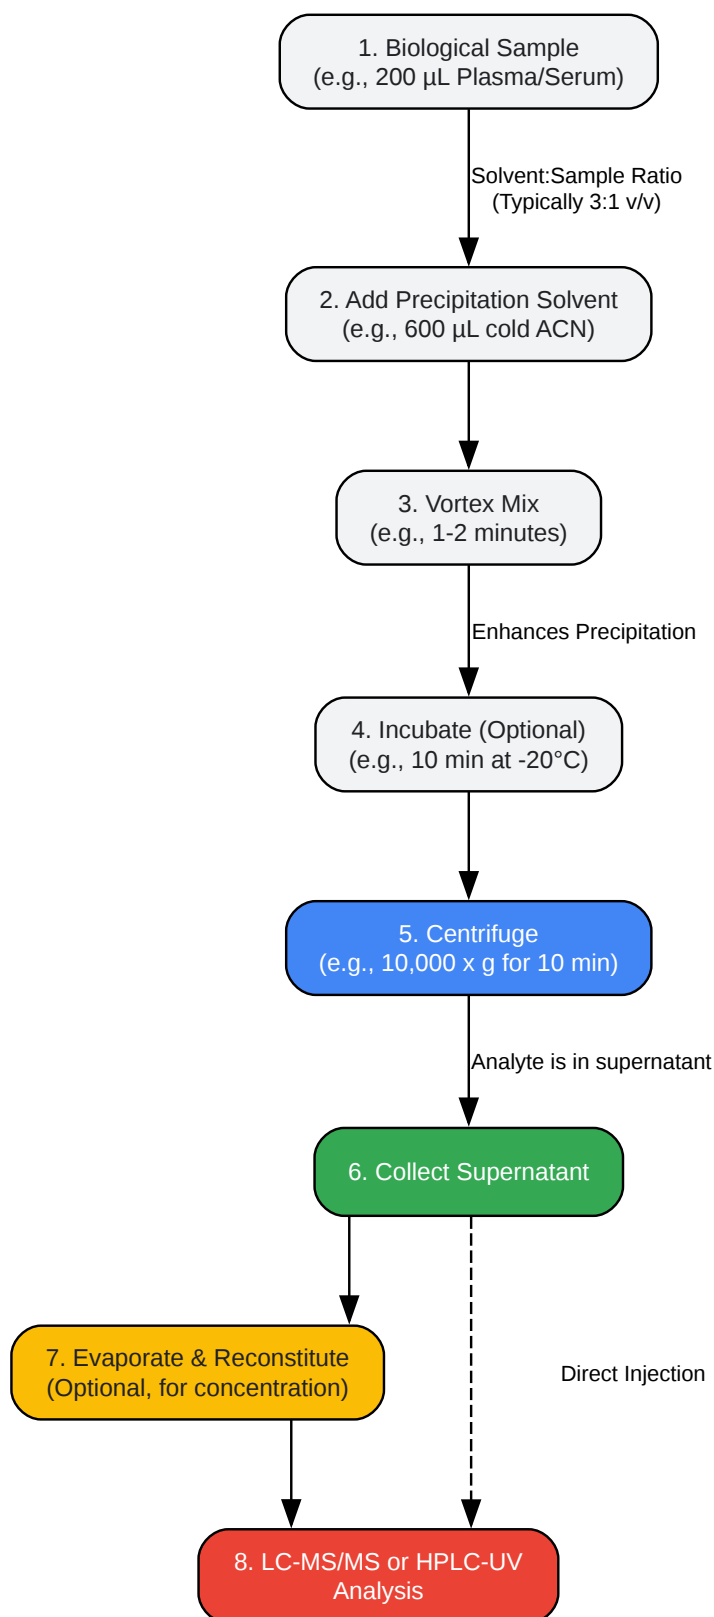 1. Biological Sample
(e.g., 200 µL Plasma/Serum)
Solvent:Sample Ratio
(Typically 3:1 v/v)
2. Add Precipitation Solvent
(e.g., 600 µL cold ACN)
3. Vortex Mix
(e.g., 1-2 minutes)
Enhances Precipitation
4. Incubate (Optional)
(e.g., 10 min at -20°C)
5. Centrifuge
(e.g., 10,000 x g for 10 min)
Analyte is in supernatant
6. Collect Supernatant
7. Evaporate & Reconstitute
(Optional, for concentration)
Direct Injection
8. LC-MS/MS or HPLC-UV
Analysis